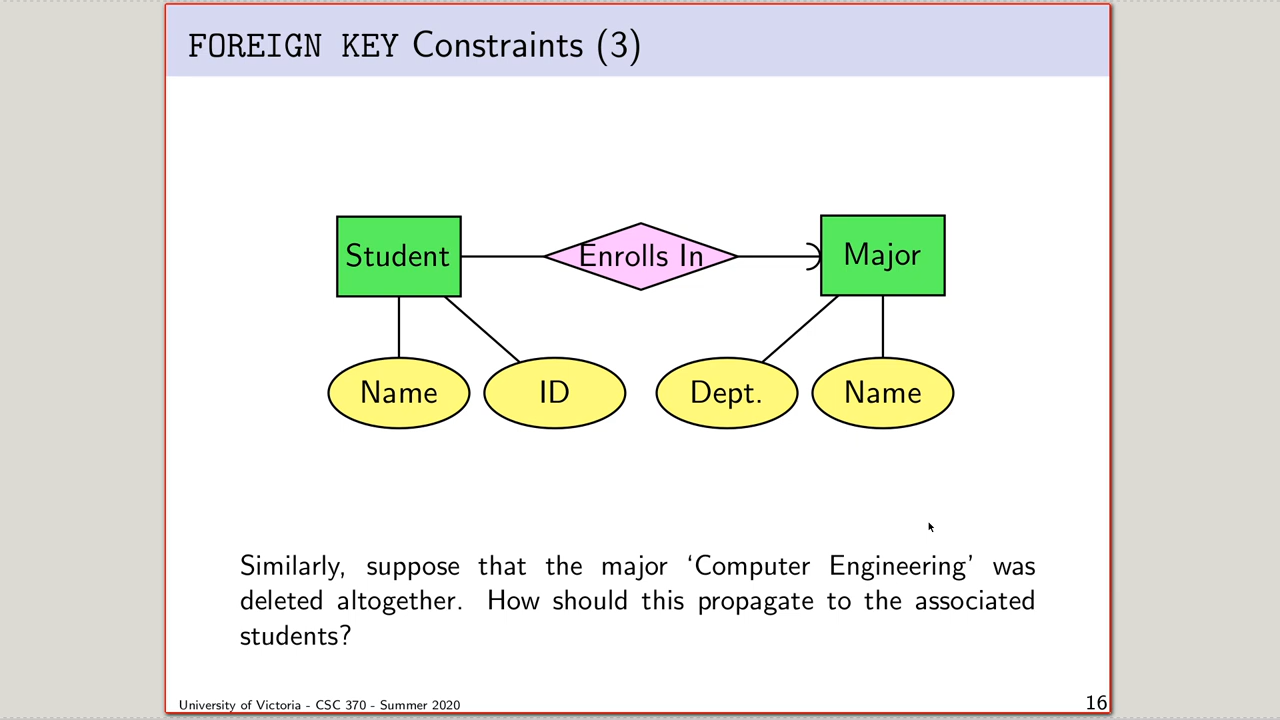 FOREIGN KEY Constraints (3)
Student
Enrolls In
Major
Name
ID
Dept.
Name
Similarly, suppose that the major ‘Computer Engineering’ was
deleted altogether. How should this propagate to the associated
students?
University of Victoria - CSC 370 - Summer 2020
16